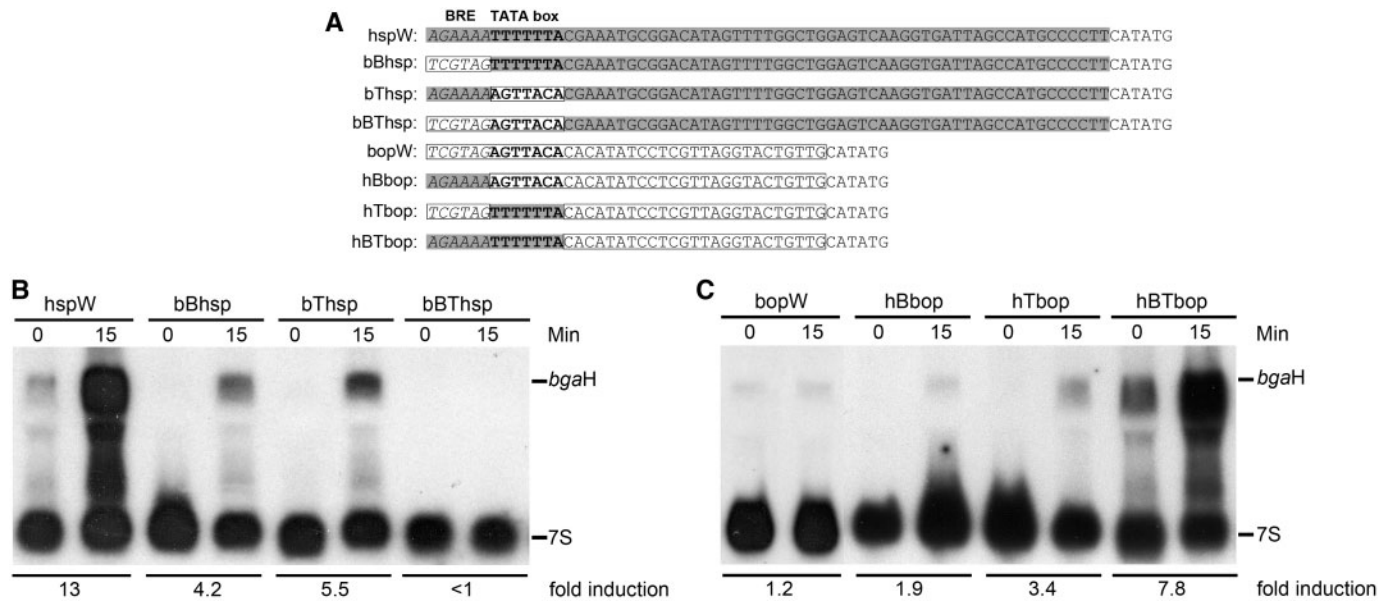 A
BRE TATA box
hspW: AGAAAATTTTTTACGAAATGCGGACATAGTTTTGGCTGGAGTCAAGGTGATTAGCCATGCCCCTTCATATG
bBhsp: TCGTAGTTTTTTACGAAATGCGGACATAGTTTTGGCTGGAGTCAAGGTGATTAGCCATGCCCCTTCATATG
bThsp: AGAAAAAGTTACACGAAATGCGGACATAGTTTTGGCTGGAGTCAAGGTGATTAGCCATGCCCCTTCATATG
bBThsp: TCGTAGAGTTACACGAAATGCGGACATAGTTTTGGCTGGAGTCAAGGTGATTAGCCATGCCCCTTCATATG
bopW: TCGTAGAGTTACACACATATCCTCGTTAGGTACTGTTGCATATG
hBbop: AGAAAAAGTTACACACATATCCTCGTTAGGTACTGTTGCATATG
hTbop: TCGTAGTTTTTTACACATATCCTCGTTAGGTACTGTTGCATATG
hBTbop: AGAAAATTTTTTACACATATCCTCGTTAGGTACTGTTGCATATG
B
hspW bBhsp bThsp bBThsp
0 15 0 15 0 15 0 15 Min
bgaH
7S
13 4.2 5.5 <1 fold induction
C
bopW hBbop hTbop hBTbop
0 15 0 15 0 15 0 15 Min
bgaH
7S
1.2 1.9 3.4 7.8 fold induction